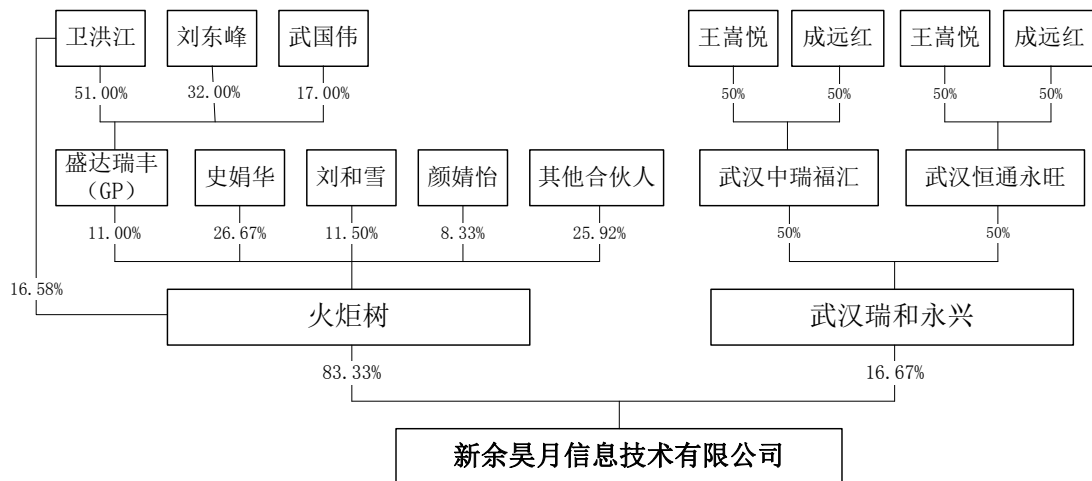 卫洪江
刘东峰
武国伟
王嵩悦
成远红
王嵩悦
成远红
51.00%
32.00%
17.00%
50%
50%
50%
50%
盛达瑞丰
（GP）
史娟华
刘和雪
颜婧怡
其他合伙人
武汉中瑞福汇
武汉恒通永旺
11.00%
26.67%
11.50%
8.33%
25.92%
50%
50%
16.58%
火炬树
武汉瑞和永兴
83.33%
16.67%
新余昊月信息技术有限公司